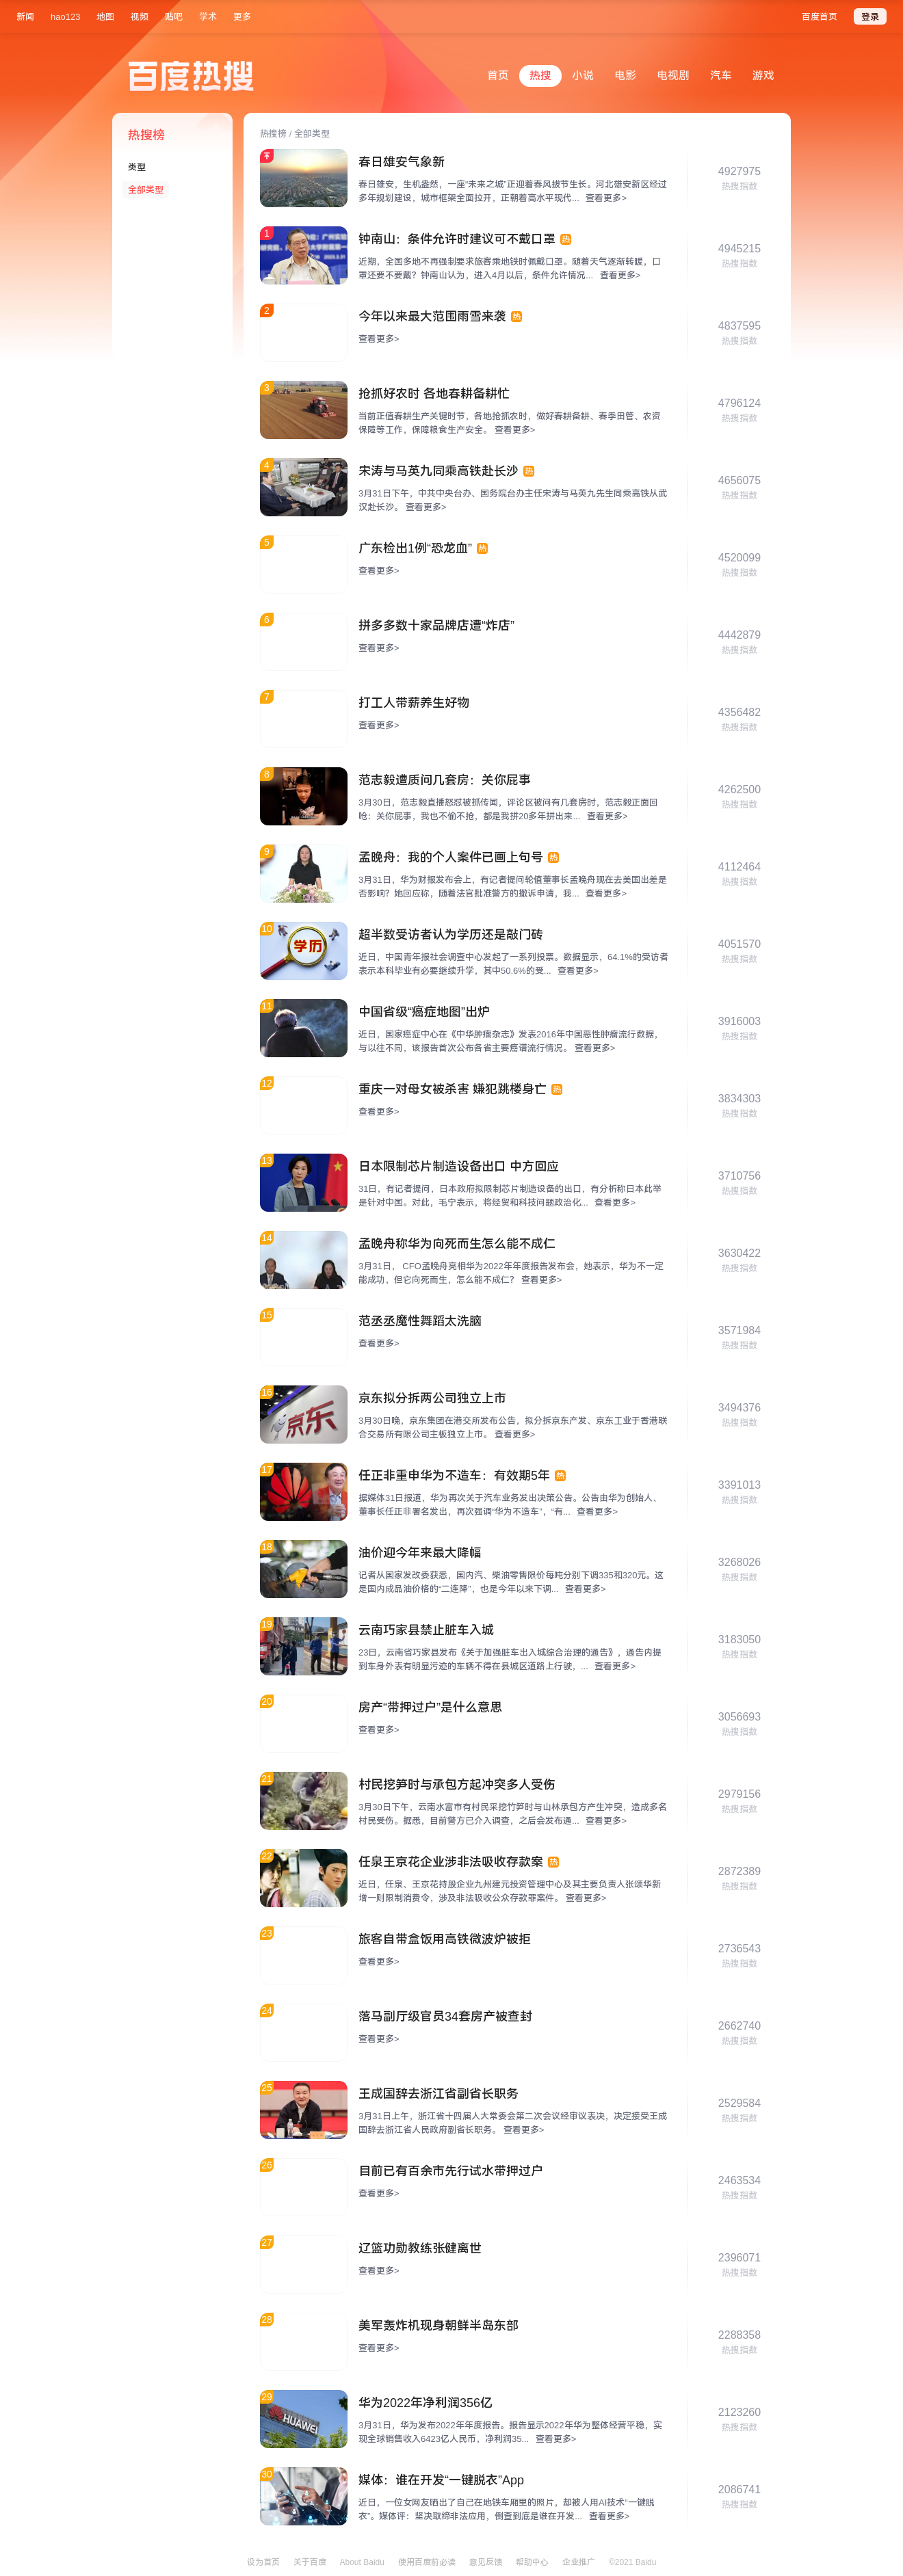 新闻 hao123 地图 视频 贴吧 学术 更多 百度首页 登录
百度热搜
首页 热搜 小说 电影 电视剧 汽车 游戏
热搜榜
类型
全部类型
热搜榜 / 全部类型
春日雄安气象新
春日雄安，生机盎然，一座“未来之城”正迎着春风拔节生长。河北雄安新区经过
多年规划建设，城市框架全面拉开，正朝着高水平现代... 查看更多>
4927975
热搜指数
1
钟南山：条件允许时建议可不戴口罩 热
近期，全国多地不再强制要求旅客乘地铁时佩戴口罩。随着天气逐渐转暖，口
罩还要不要戴？钟南山认为，进入4月以后，条件允许情况... 查看更多>
4945215
热搜指数
2
今年以来最大范围雨雪来袭 热
查看更多>
4837595
热搜指数
3
抢抓好农时 各地春耕备耕忙
当前正值春耕生产关键时节，各地抢抓农时，做好春耕备耕、春季田管、农资
保障等工作，保障粮食生产安全。 查看更多>
4796124
热搜指数
4
宋涛与马英九同乘高铁赴长沙 热
3月31日下午，中共中央台办、国务院台办主任宋涛与马英九先生同乘高铁从武
汉赴长沙。 查看更多>
4656075
热搜指数
5
广东检出1例“恐龙血” 热
查看更多>
4520099
热搜指数
6
拼多多数十家品牌店遭“炸店”
查看更多>
4442879
热搜指数
7
打工人带薪养生好物
查看更多>
4356482
热搜指数
8
范志毅遭质问几套房：关你屁事
3月30日，范志毅直播怒怼被抓传闻，评论区被问有几套房时，范志毅正面回
呛：关你屁事，我也不偷不抢，都是我拼20多年拼出来... 查看更多>
4262500
热搜指数
9
孟晚舟：我的个人案件已画上句号 热
3月31日，华为财报发布会上，有记者提问轮值董事长孟晚舟现在去美国出差是
否影响？她回应称，随着法官批准警方的撤诉申请，我... 查看更多>
4112464
热搜指数
10
学历
超半数受访者认为学历还是敲门砖
近日，中国青年报社会调查中心发起了一系列投票。数据显示，64.1%的受访者
表示本科毕业有必要继续升学，其中50.6%的受... 查看更多>
4051570
热搜指数
11
中国省级“癌症地图”出炉
近日，国家癌症中心在《中华肿瘤杂志》发表2016年中国恶性肿瘤流行数据，
与以往不同，该报告首次公布各省主要癌谱流行情况。 查看更多>
3916003
热搜指数
12
重庆一对母女被杀害 嫌犯跳楼身亡 热
查看更多>
3834303
热搜指数
13
日本限制芯片制造设备出口 中方回应
31日，有记者提问，日本政府拟限制芯片制造设备的出口，有分析称日本此举
是针对中国。对此，毛宁表示，将经贸和科技问题政治化... 查看更多>
3710756
热搜指数
14
孟晚舟称华为向死而生怎么能不成仁
3月31日， CFO孟晚舟亮相华为2022年年度报告发布会，她表示，华为不一定
能成功，但它向死而生，怎么能不成仁？ 查看更多>
3630422
热搜指数
15
范丞丞魔性舞蹈太洗脑
查看更多>
3571984
热搜指数
16
京东
京东拟分拆两公司独立上市
3月30日晚，京东集团在港交所发布公告，拟分拆京东产发、京东工业于香港联
合交易所有限公司主板独立上市。 查看更多>
3494376
热搜指数
17
任正非重申华为不造车：有效期5年 热
据媒体31日报道，华为再次关于汽车业务发出决策公告。公告由华为创始人、
董事长任正非署名发出，再次强调“华为不造车”，“有... 查看更多>
3391013
热搜指数
18
油价迎今年来最大降幅
记者从国家发改委获悉，国内汽、柴油零售限价每吨分别下调335和320元。这
是国内成品油价格的“二连降”，也是今年以来下调... 查看更多>
3268026
热搜指数
19
云南巧家县禁止脏车入城
23日，云南省巧家县发布《关于加强脏车出入城综合治理的通告》，通告内提
到车身外表有明显污迹的车辆不得在县城区道路上行驶，... 查看更多>
3183050
热搜指数
20
房产“带押过户”是什么意思
查看更多>
3056693
热搜指数
21
村民挖笋时与承包方起冲突多人受伤
3月30日下午，云南水富市有村民采挖竹笋时与山林承包方产生冲突，造成多名
村民受伤。据悉，目前警方已介入调查，之后会发布通... 查看更多>
2979156
热搜指数
22
任泉王京花企业涉非法吸收存款案 热
近日，任泉、王京花持股企业九州建元投资管理中心及其主要负责人张颂华新
增一则限制消费令，涉及非法吸收公众存款罪案件。 查看更多>
2872389
热搜指数
23
旅客自带盒饭用高铁微波炉被拒
查看更多>
2736543
热搜指数
24
落马副厅级官员34套房产被查封
查看更多>
2662740
热搜指数
25
王成国辞去浙江省副省长职务
3月31日上午，浙江省十四届人大常委会第二次会议经审议表决，决定接受王成
国辞去浙江省人民政府副省长职务。 查看更多>
2529584
热搜指数
26
目前已有百余市先行试水带押过户
查看更多>
2463534
热搜指数
27
辽篮功勋教练张健离世
查看更多>
2396071
热搜指数
28
美军轰炸机现身朝鲜半岛东部
查看更多>
2288358
热搜指数
29
HUAWEI
华为2022年净利润356亿
3月31日，华为发布2022年年度报告。报告显示2022年华为整体经营平稳，实
现全球销售收入6423亿人民币，净利润35... 查看更多>
2123260
热搜指数
30
媒体：谁在开发“一键脱衣”App
近日，一位女网友晒出了自己在地铁车厢里的照片，却被人用AI技术“一键脱
衣”。媒体评：坚决取缔非法应用，倒查到底是谁在开发... 查看更多>
2086741
热搜指数
设为首页 关于百度 About Baidu 使用百度前必读 意见反馈 帮助中心 企业推广 ©2021 Baidu